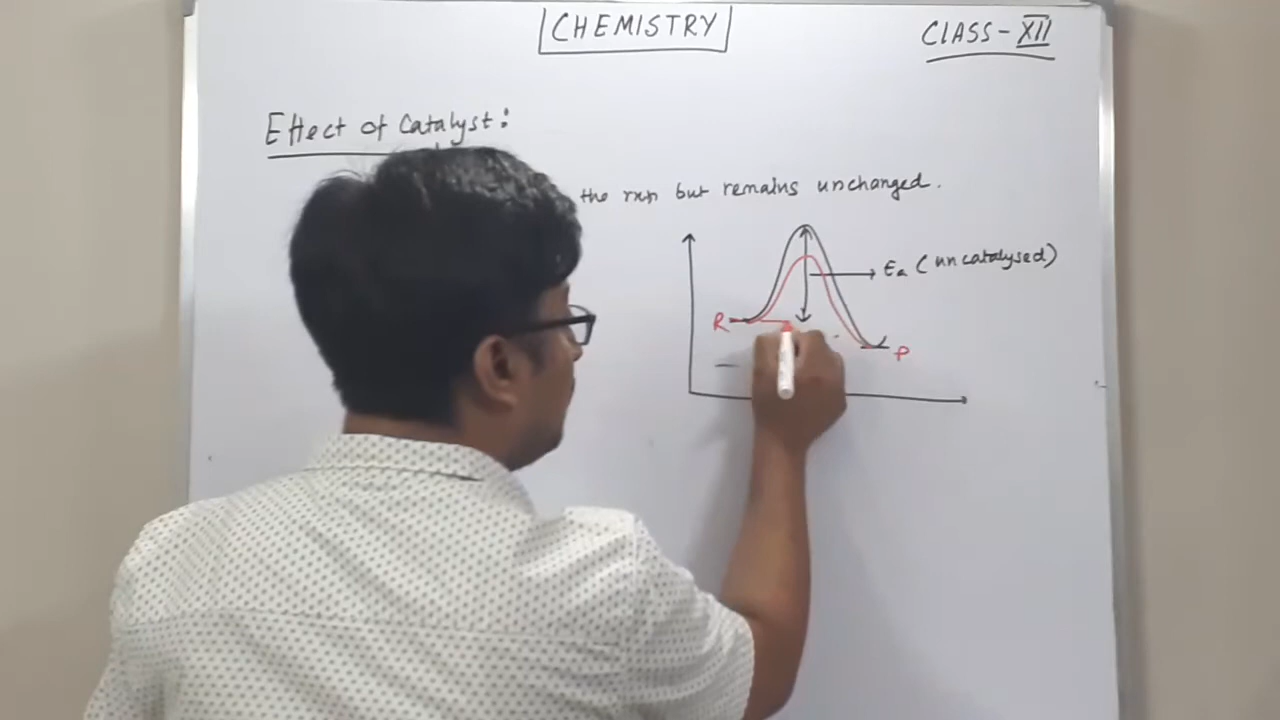 CHEMISTRY
CLASS-XII
Effect of Catalyst:
the rxn but remains unchanged.
Ea (uncatalysed)
R
P